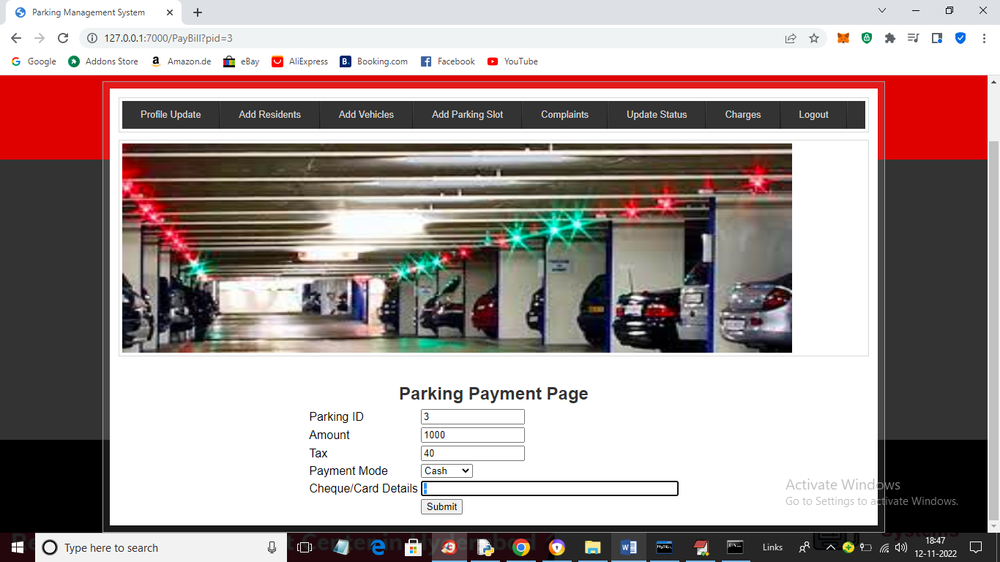 Parking Management System
127.0.0.1:7000/PayBill?pid=3
Google Addons Store Amazon.de eBay AliExpress Booking.com Facebook YouTube
Profile Update Add Residents Add Vehicles Add Parking Slot Complaints Update Status Charges Logout
Parking Payment Page
Parking ID 3
Amount 1000
Tax 40
Payment Mode Cash
Cheque/Card Details
Submit
Activate Windows
Go to Settings to activate Windows.
Type here to search
Links
18:47
12-11-2022